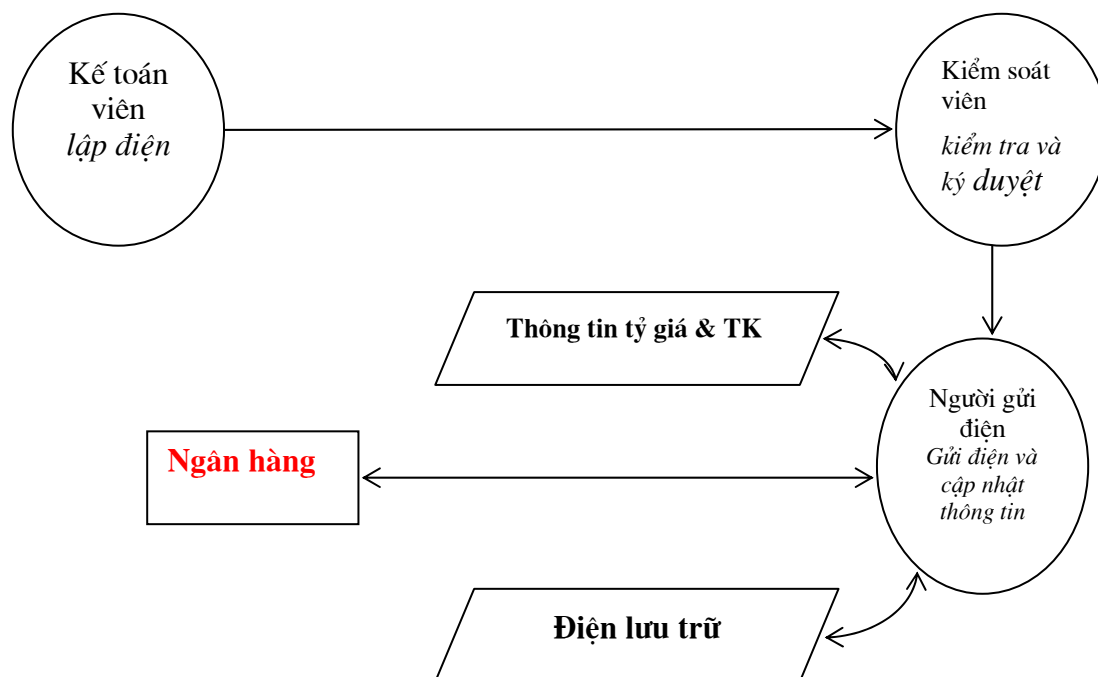 Kế toán
viên
lập điện
Kiểm soát
viên
kiểm tra và
ký duyệt
Thông tin tỷ giá & TK
Người gửi
điện
Gửi điện và
cập nhật
thông tin
Ngân hàng
Điện lưu trữ